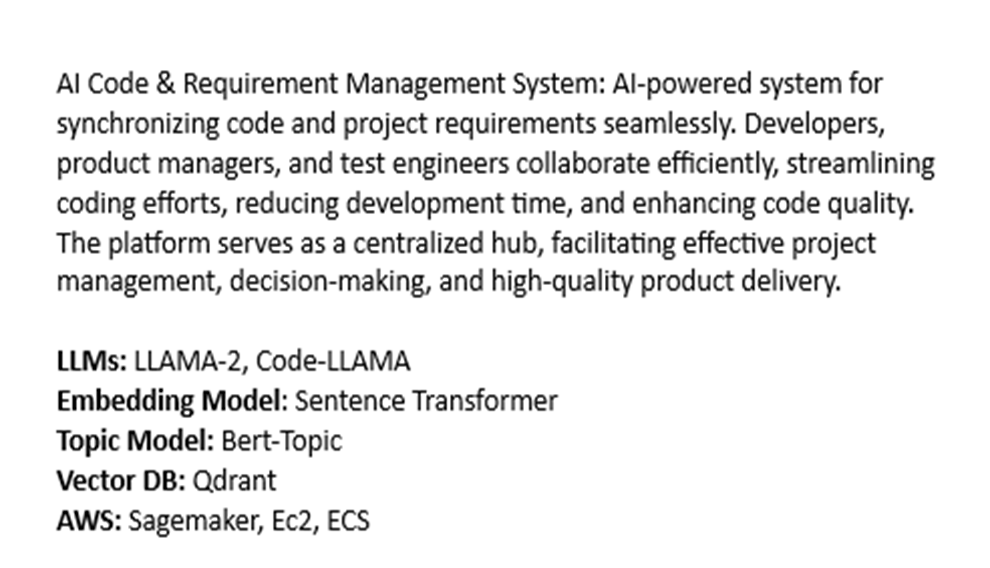 AI Code & Requirement Management System: AI-powered system for
synchronizing code and project requirements seamlessly. Developers,
product managers, and test engineers collaborate efficiently, streamlining
coding efforts, reducing development time, and enhancing code quality.
The platform serves as a centralized hub, facilitating effective project
management, decision-making, and high-quality product delivery.
LLMs: LLAMA-2, Code-LLAMA
Embedding Model: Sentence Transformer
Topic Model: Bert-Topic
Vector DB: Qdrant
AWS: Sagemaker, Ec2, ECS